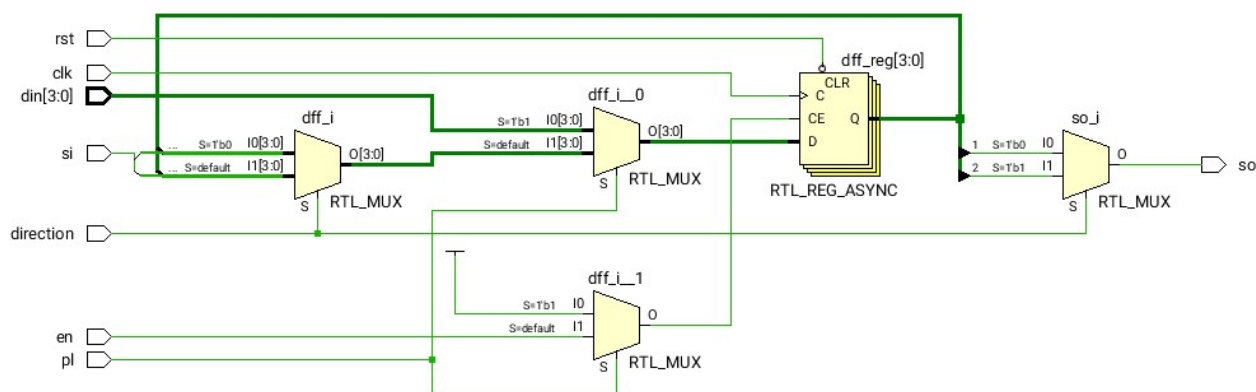 rst
clk
din[3:0]
si
direction
en
pl
dff_i
... S=1'b0 I0[3:0]
... S=default I1[3:0]
O[3:0]
S
RTL_MUX
dff_i__0
S=1'b1 I0[3:0]
S=default I1[3:0]
O[3:0]
S
RTL_MUX
dff_i__1
S=1'b1 I0
S=default I1
O
S
RTL_MUX
dff_reg[3:0]
CLR
C
CE
Q
D
RTL_REG_ASYNC
so_i
1 S=1'b0 I0
2 S=1'b1 I1
O
S
RTL_MUX
so